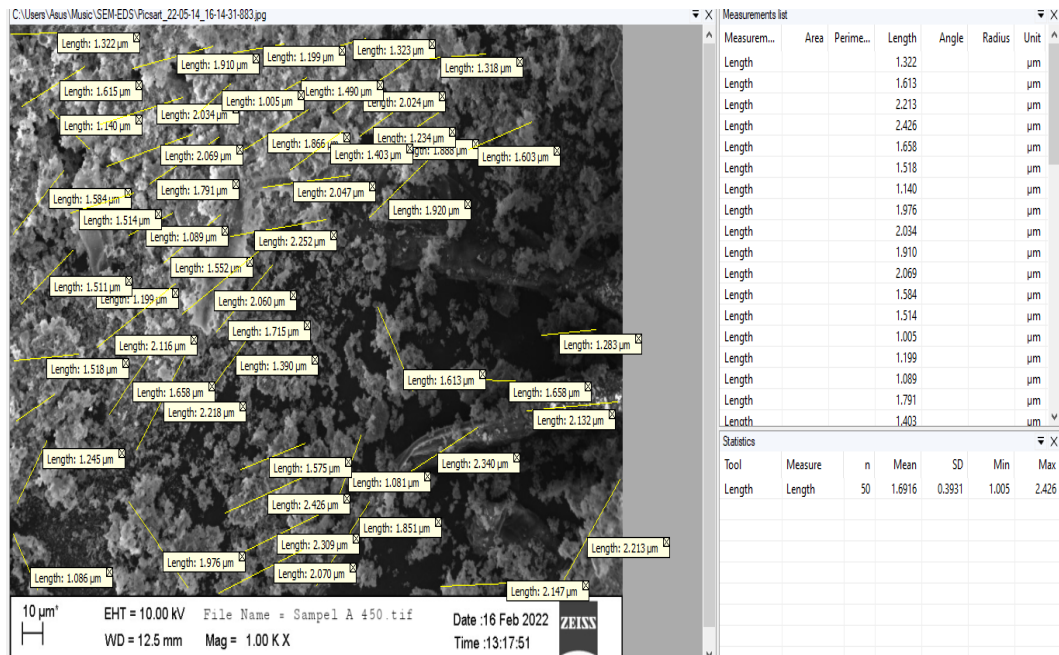 C:\Users\Asus\Music\SEM-EDS\Picsart_22-05-14_16-14-31-883.jpg
Length: 1.322 µm
Length: 1.910 µm
Length: 1.199 µm
Length: 1.323 µm
Length: 1.318 µm
Length: 1.615 µm
Length: 1.005 µm
Length: 1.490 µm
Length: 2.024 µm
Length: 1.140 µm
Length: 2.034 µm
Length: 1.866 µ
Length: 1.234 µm
Length: 1.403 µm
1.888 µm
Length: 1.603 µm
Length: 2.069 µm
Length: 1.584 µm
Length: 1.791 µm
Length: 2.047 µm
Length: 1.920 µm
Length: 1.514 µm
Length: 1.089 µm
Length: 2.252 µm
Length: 1.552 µm
Length: 1.511 µm
Length: 1.199 µm
Length: 2.060 µm
Length: 1.715 µm
Length: 2.116 µm
Length: 1.283 µm
Length: 1.518 µm
Length: 1.390 µm
Length: 1.613 µm
Length: 1.658 µm
Length: 1.658 µm
Length: 2.218 µm
Length: 2.132 µm
Length: 1.245 µm
Length: 1.575 µm
Length: 2.340 µm
Length: 1.081 µm
Length: 2.426 µm
Length: 1.851 µm
Length: 2.309 µm
Length: 2.213 µm
Length: 1.976 µm
Length: 2.070 µm
Length: 1.086 µm
Length: 2.147 µm
10 µm*
EHT = 10.00 kV File Name = Sampel A 450.tif
WD = 12.5 mm Mag = 1.00 K X
Date :16 Feb 2022
Time :13:17:51
ZEISS
Measurements list
Measurem... Area Perime... Length Angle Radius Unit
Length 1.322 µm
Length 1.613 µm
Length 2.213 µm
Length 2.426 µm
Length 1.658 µm
Length 1.518 µm
Length 1.140 µm
Length 1.976 µm
Length 2.034 µm
Length 1.910 µm
Length 2.069 µm
Length 1.584 µm
Length 1.514 µm
Length 1.005 µm
Length 1.199 µm
Length 1.089 µm
Length 1.791 µm
Length 1.403 µm
Statistics
Tool Measure n Mean SD Min Max
Length Length 50 1.6916 0.3931 1.005 2.426